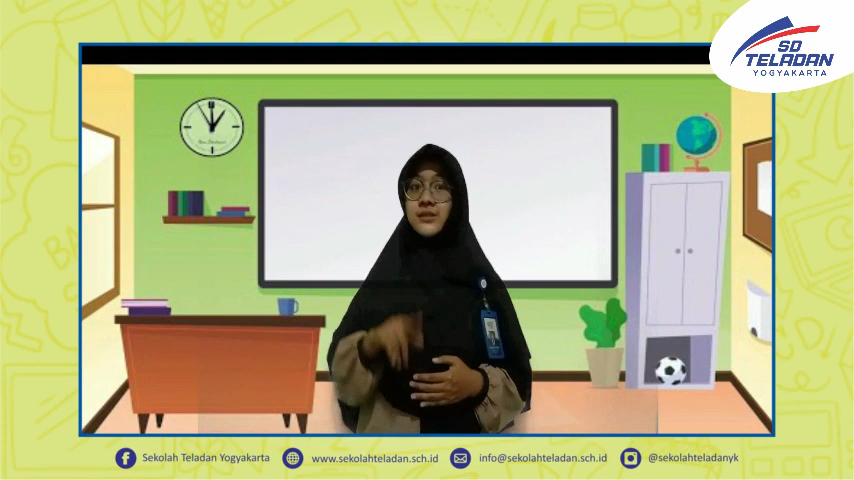 SD
TELADAN
YOGYAKARTA
Sekolah Teladan Yogyakarta
www.sekolahteladan.sch.id
info@sekolahteladan.sch.id
@sekolahteladanyk